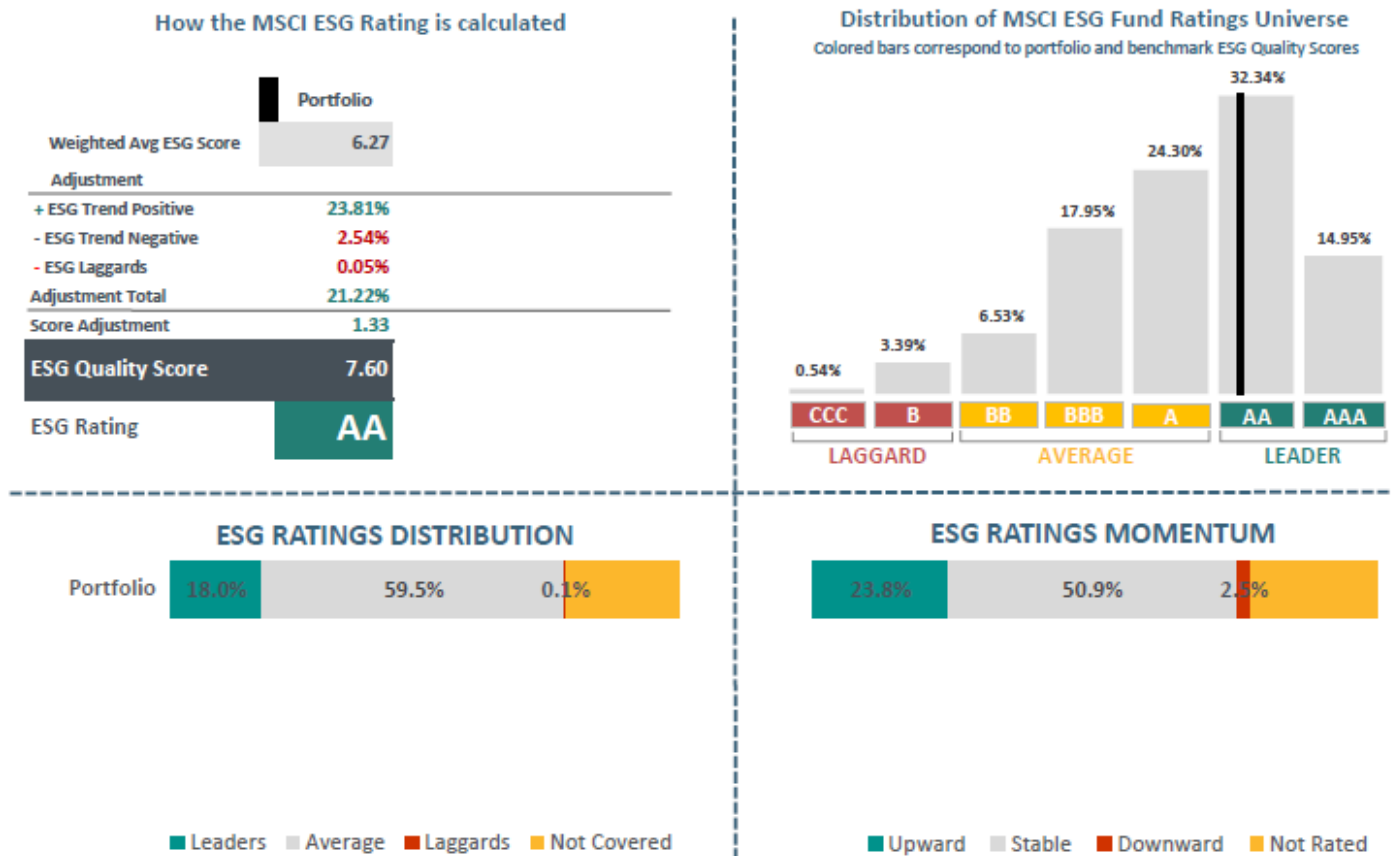 How the MSCI ESG Rating is calculated
Portfolio
Weighted Avg ESG Score 6.27
Adjustment
+ ESG Trend Positive 23.81%
- ESG Trend Negative 2.54%
- ESG Laggards 0.05%
Adjustment Total 21.22%
Score Adjustment 1.33
ESG Quality Score 7.60
ESG Rating AA
Distribution of MSCI ESG Fund Ratings Universe
Colored bars correspond to portfolio and benchmark ESG Quality Scores
0.54% 3.39% 6.53% 17.95% 24.30% 32.34% 14.95%
CCC B BB BBB A AA AAA
LAGGARD AVERAGE LEADER
ESG RATINGS DISTRIBUTION
Portfolio 18.0% 59.5% 0.1%
Leaders Average Laggards Not Covered
ESG RATINGS MOMENTUM
23.8% 50.9% 2.5%
Upward Stable Downward Not Rated